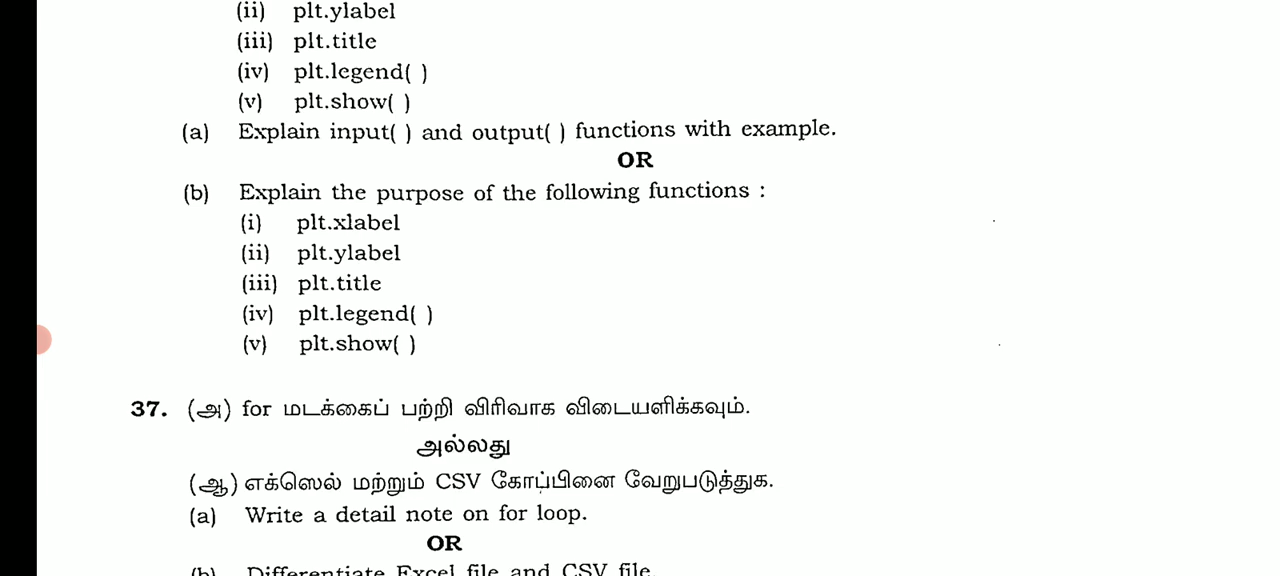 (ii) plt.ylabel
(iii) plt.title
(iv) plt.legend( )
(v) plt.show( )
(a) Explain input( ) and output( ) functions with example.
OR
(b) Explain the purpose of the following functions :
(i) plt.xlabel
(ii) plt.ylabel
(iii) plt.title
(iv) plt.legend( )
(v) plt.show( )
37. (அ) for மடக்கைப் பற்றி விரிவாக விடையளிக்கவும்.
அல்லது
(ஆ) எக்ஸெல் மற்றும் CSV கோப்பினை வேறுபடுத்துக.
(a) Write a detail note on for loop.
OR
(b) Differentiate Excel file and CSV file.